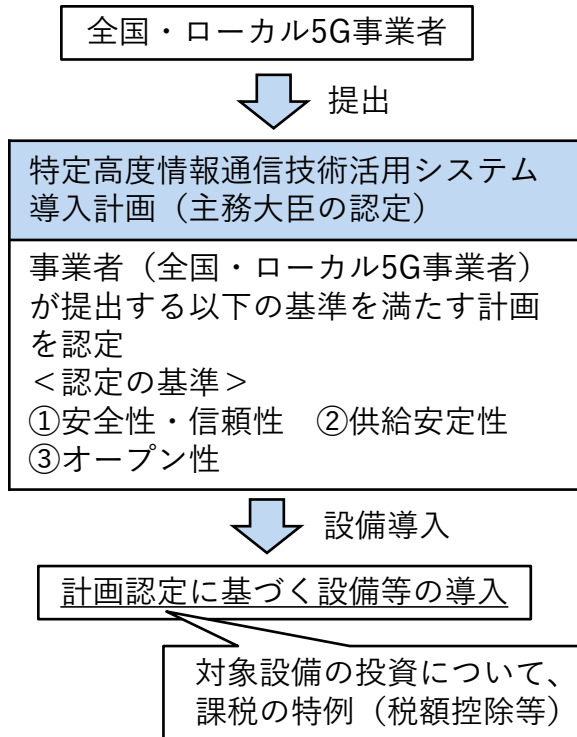 全国・ローカル5G事業者
提出
特定高度情報通信技術活用システム
導入計画（主務大臣の認定）
事業者（全国・ローカル5G事業者）
が提出する以下の基準を満たす計画
を認定
＜認定の基準＞
①安全性・信頼性　②供給安定性
③オープン性
設備導入
計画認定に基づく設備等の導入
対象設備の投資について、
課税の特例（税額控除等）